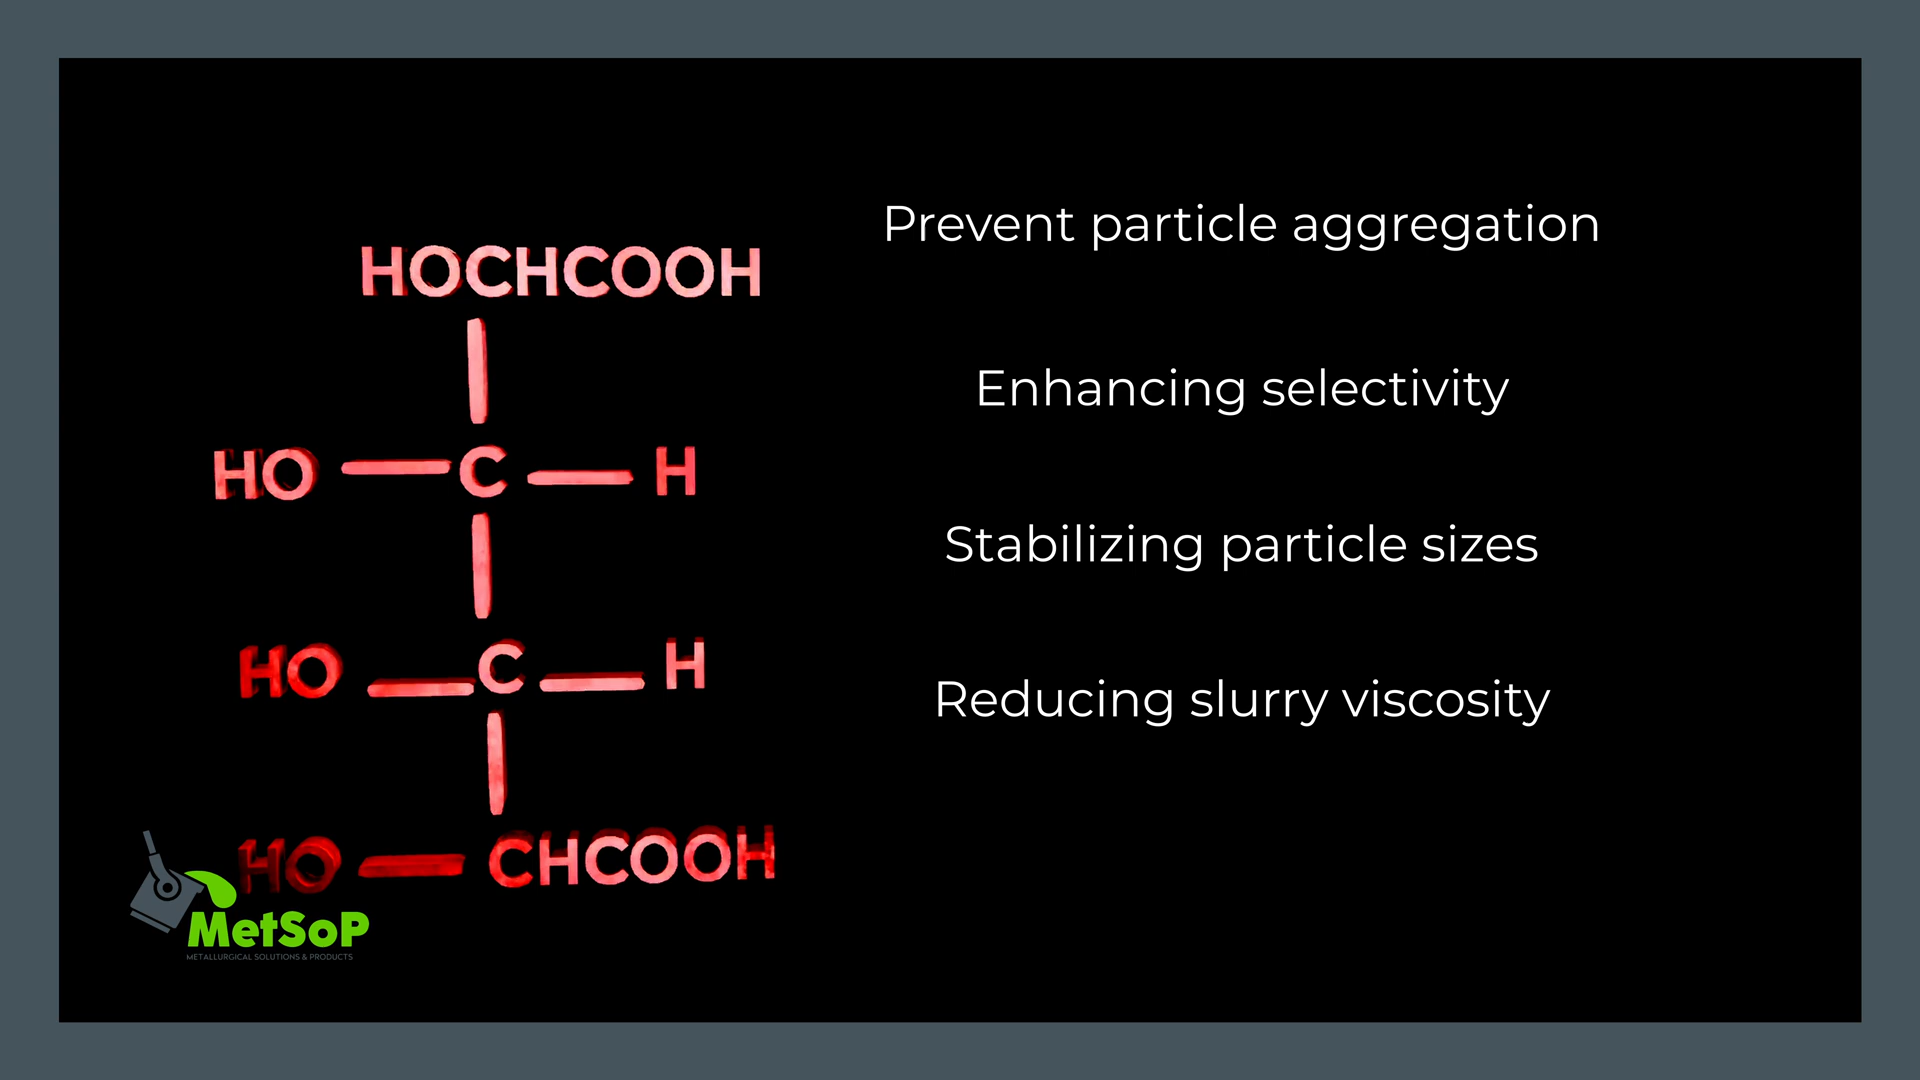 HOCHCOOH
HO C H
HO C H
HO CHCOOH
Prevent particle aggregation
Enhancing selectivity
Stabilizing particle sizes
Reducing slurry viscosity
MetSoP
METALLURGICAL SOLUTIONS & PRODUCTS